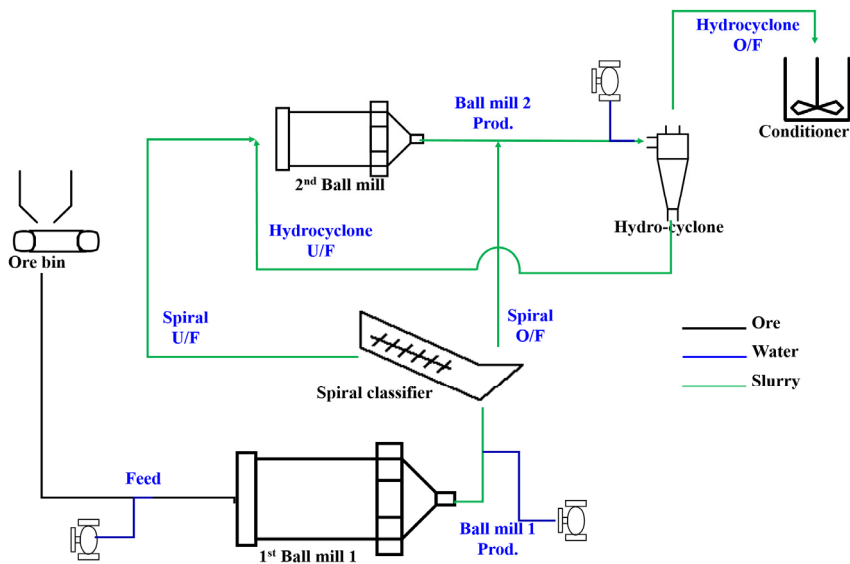 Hydrocyclone
O/F
Ball mill 2
Prod.
Conditioner
2nd Ball mill
Hydrocyclone
U/F
Hydro-cyclone
Ore bin
Spiral
U/F
Spiral
O/F
Ore
Water
Slurry
Spiral classifier
Feed
Ball mill 1
Prod.
1st Ball mill 1